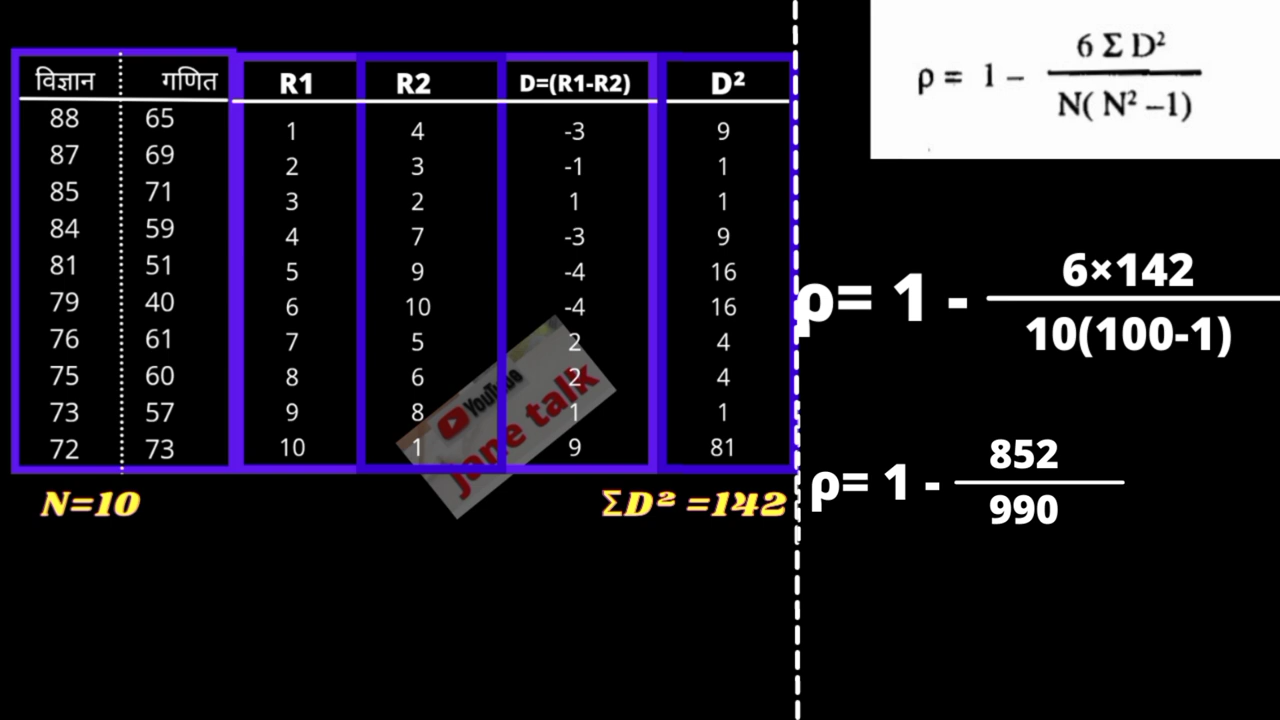 विज्ञान गणित R1 R2 D=(R1-R2) D²
88 65 1 4 -3 9
87 69 2 3 -1 1
85 71 3 2 1 1
84 59 4 7 -3 9
81 51 5 9 -4 16
79 40 6 10 -4 16
76 61 7 5 2 4
75 60 8 6 2 4
73 57 9 8 1 1
72 73 10 1 9 81
YouTube
jane talk
N=10 ΣD² =142
6 Σ D²
ρ = 1 –
N( N² –1)
6×142
ρ= 1 -
10(100-1)
852
ρ= 1 -
990